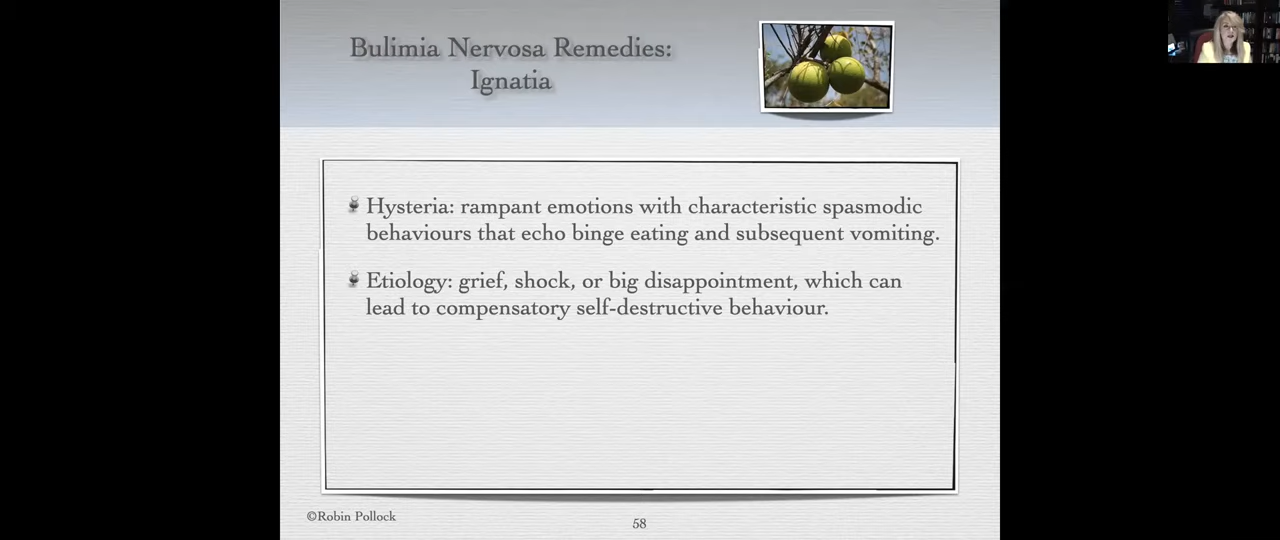 Bulimia Nervosa Remedies:
Ignatia
Hysteria: rampant emotions with characteristic spasmodic
behaviours that echo binge eating and subsequent vomiting.
Etiology: grief, shock, or big disappointment, which can
lead to compensatory self-destructive behaviour.
©Robin Pollock
58